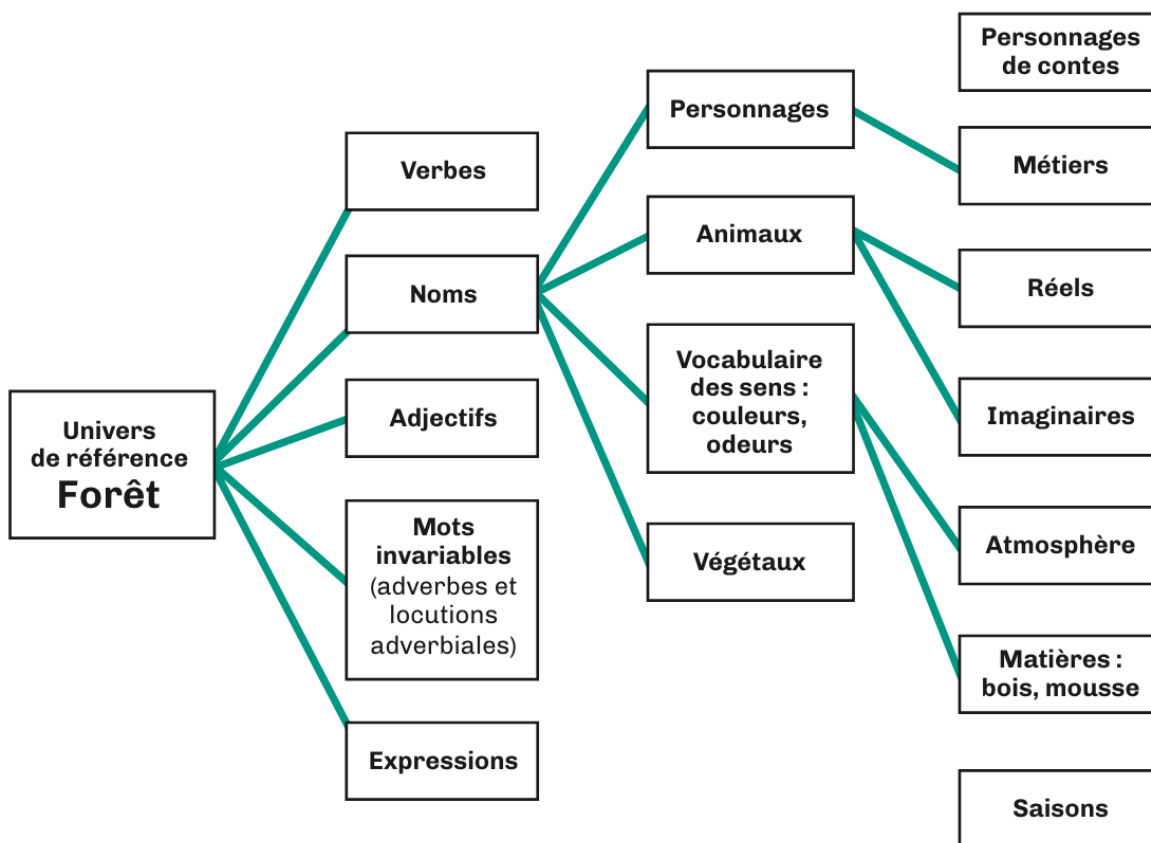 Univers
de référence
Forêt
Verbes
Noms
Adjectifs
Mots
invariables
(adverbes et
locutions
adverbiales)
Expressions
Personnages
Animaux
Vocabulaire
des sens :
couleurs,
odeurs
Végétaux
Personnages
de contes
Métiers
Réels
Imaginaires
Atmosphère
Matières :
bois, mousse
Saisons